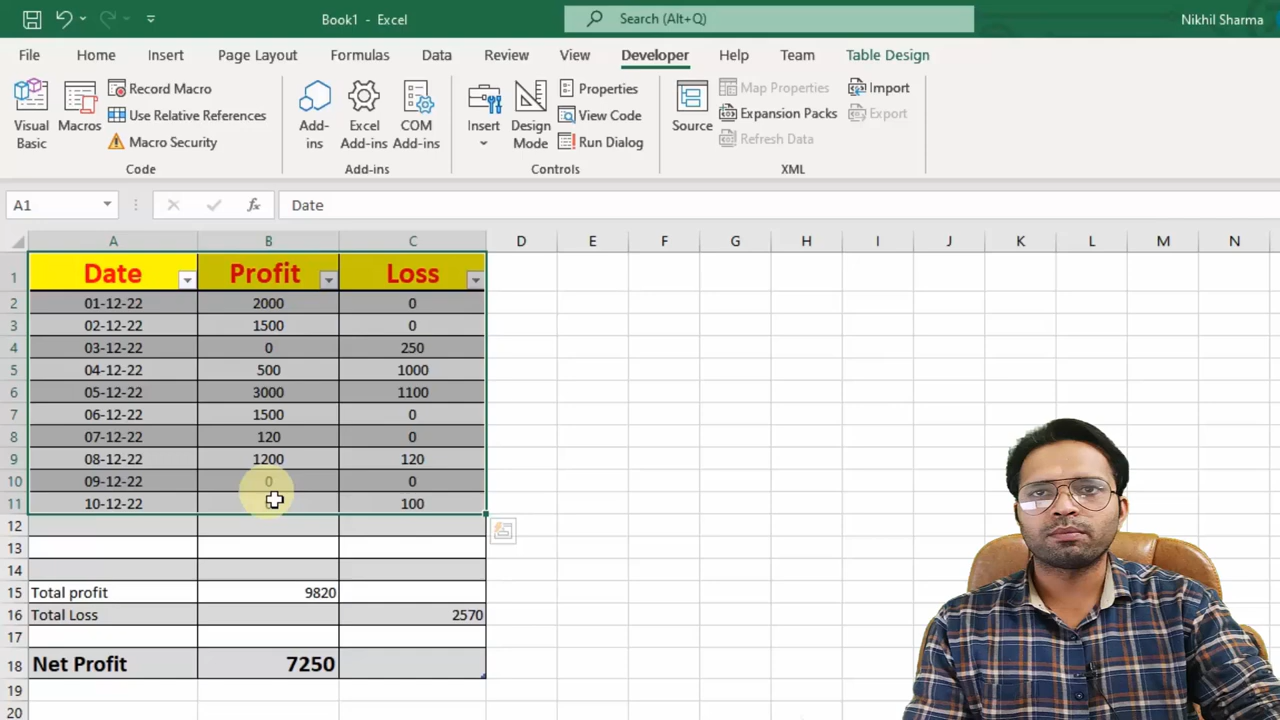 Book1 - Excel
Search (Alt+Q)
Nikhil Sharma
File Home Insert Page Layout Formulas Data Review View Developer Help Team Table Design
Visual Basic
Macros
Record Macro
Use Relative References
Macro Security
Code
Add-ins
Excel Add-ins
COM Add-ins
Add-ins
Insert
Design Mode
Properties
View Code
Run Dialog
Controls
Source
Map Properties
Expansion Packs
Refresh Data
Import
Export
XML
A1 fx Date
A B C D E F G H I J K L M N
1 Date Profit Loss
2 01-12-22 2000 0
3 02-12-22 1500 0
4 03-12-22 0 250
5 04-12-22 500 1000
6 05-12-22 3000 1100
7 06-12-22 1500 0
8 07-12-22 120 0
9 08-12-22 1200 120
10 09-12-22 0 0
11 10-12-22 100
12
13
14
15 Total profit 9820
16 Total Loss 2570
17
18 Net Profit 7250
19
20